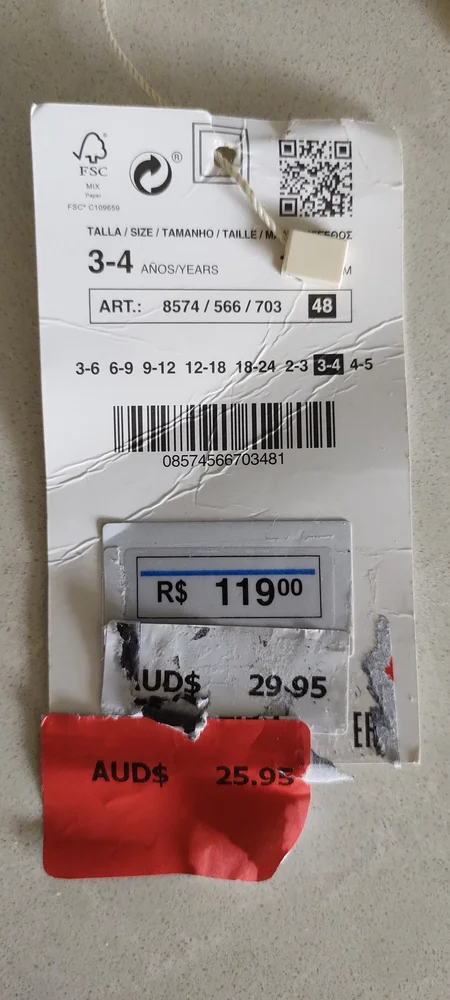 FSC
MIX
Paper
FSC® C109659
®
TALLA / SIZE / TAMANHO / TAILLE /
3-4 AÑOS/YEARS
ART.: 8574 / 566 / 703 48
3-6 6-9 9-12 12-18 18-24 2-3 3-4 4-5
08574566703481
R$ 11900
AUD$ 29.95
AUD$ 25.95